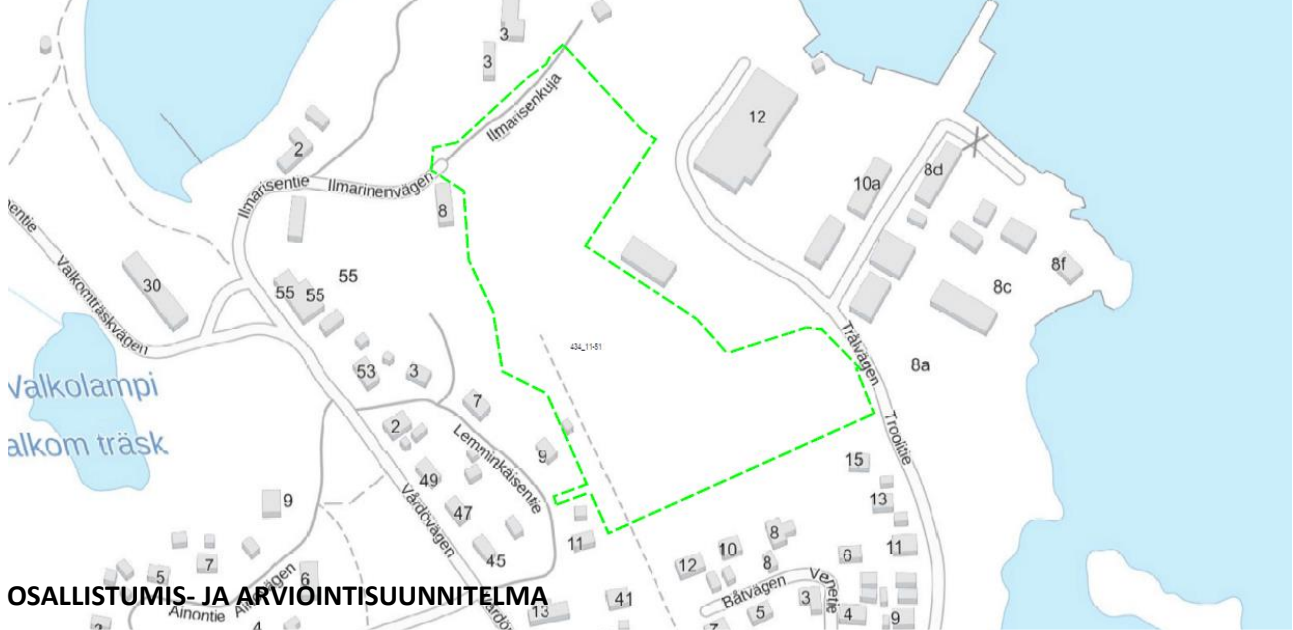 3
3
Ilmarisenkuja
12
2
Ilmarisentie
Ilmarinenvägen
8
10a
8d
8f
8c
8a
entie
Valkomträskvägen
30
55
55
55
434_11-51
Trålvägen
Troolitie
Valkolampi
alkom träsk
53
3
2
7
9
Lemminkäisentie
49
47
45
Vårdövägen
15
13
11
9
11
12
10
8
8
6
Båtvägen
Venetie
5
3
4
9
7
5
6
Ainontie
4
41
13
OSALLISTUMIS- JA ARVIOINTISUUNNITELMA